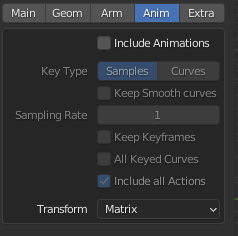 Main Geom Arm Anim Extra
Include Animations
Key Type Samples Curves
Keep Smooth curves
Sampling Rate 1
Keep Keyframes
All Keyed Curves
Include all Actions
Transform Matrix